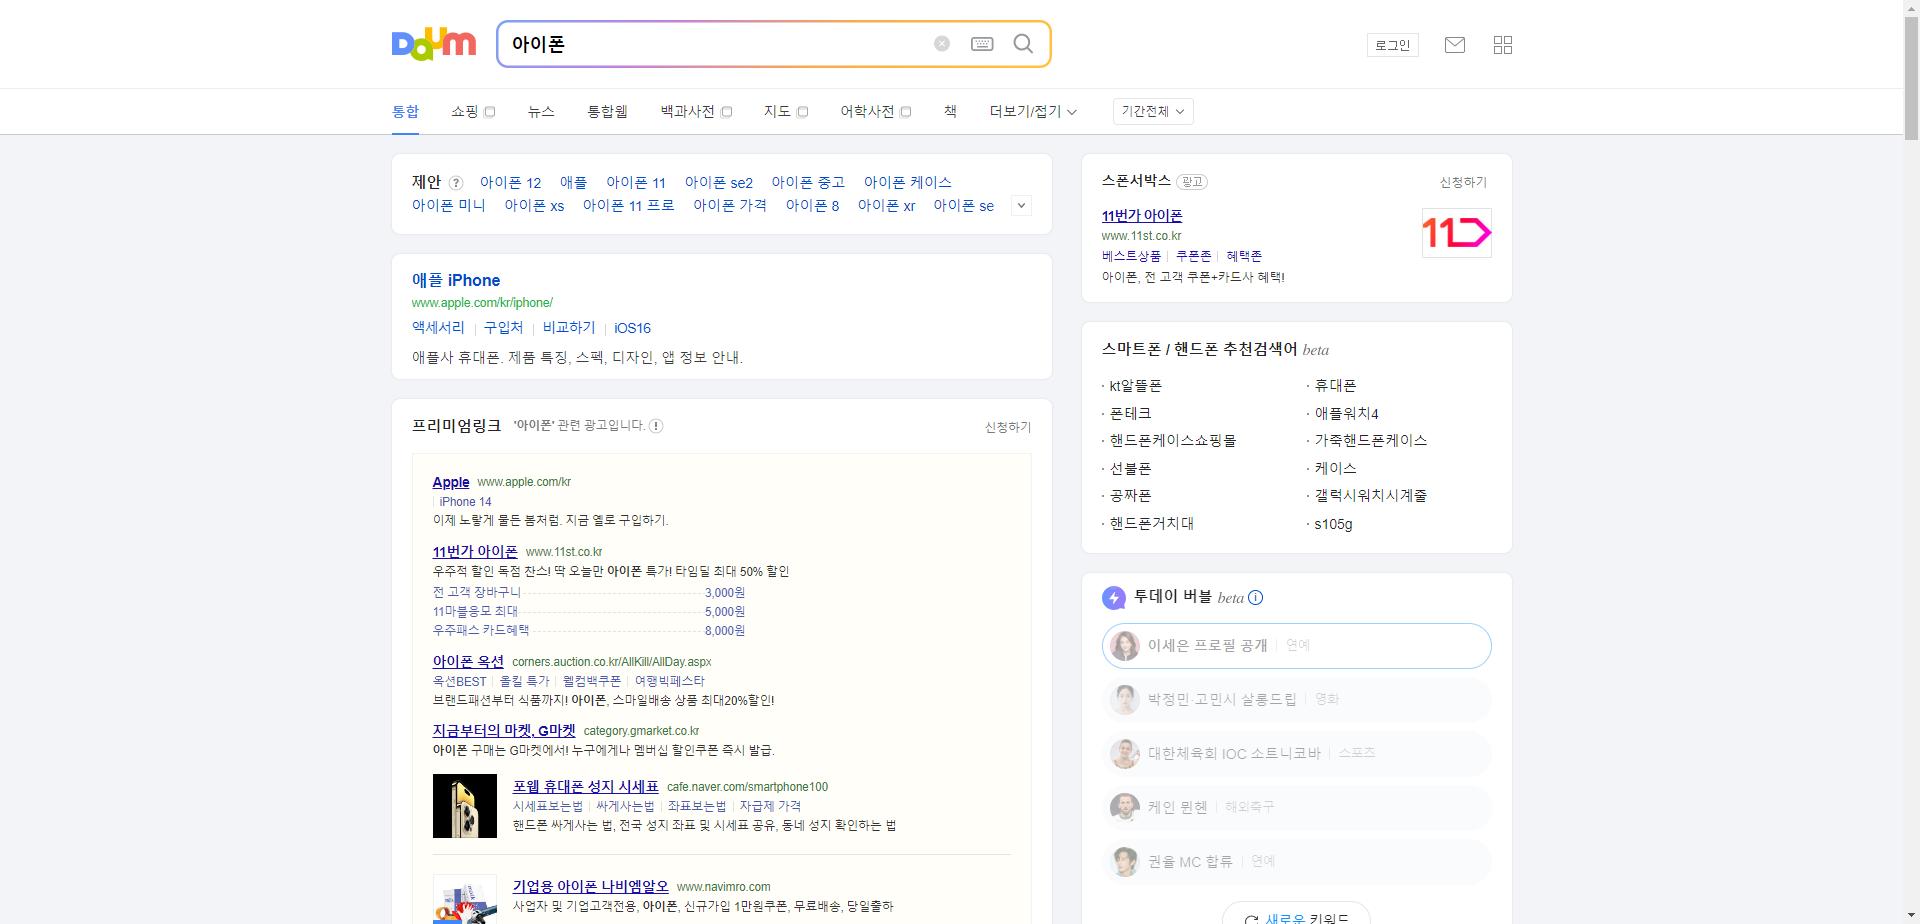 Daum
아이폰
로그인
통합 쇼핑 뉴스 통합웹 백과사전 지도 어학사전 책 더보기/접기 기간전체
제안 ? 아이폰 12 애플 아이폰 11 아이폰 se2 아이폰 중고 아이폰 케이스
아이폰 미니 아이폰 xs 아이폰 11 프로 아이폰 가격 아이폰 8 아이폰 xr 아이폰 se
애플 iPhone
www.apple.com/kr/iphone/
액세서리 구입처 비교하기 iOS16
애플사 휴대폰. 제품 특징, 스펙, 디자인, 앱 정보 안내.
프리미엄링크 '아이폰' 관련 광고입니다. ! 신청하기
Apple www.apple.com/kr
iPhone 14
이제 노랗게 물든 봄처럼. 지금 옐로 구입하기.
11번가 아이폰 www.11st.co.kr
우주적 할인 독점 찬스! 딱 오늘만 아이폰 특가! 타임딜 최대 50% 할인
전 고객 장바구니 3,000원
11마블응모 최대 5,000원
우주패스 카드혜택 8,000원
아이폰 옥션 corners.auction.co.kr/AllKill/AllDay.aspx
옥션BEST 올킬 특가 웰컴백쿠폰 여행빅페스타
브랜드패션부터 식품까지! 아이폰, 스마일배송 상품 최대20%할인!
지금부터의 마켓, G마켓 category.gmarket.co.kr
아이폰 구매는 G마켓에서! 누구에게나 멤버십 할인쿠폰 즉시 발급.
포웹 휴대폰 성지 시세표 cafe.naver.com/smartphone100
시세표보는법 싸게사는법 좌표보는법 자급제 가격
핸드폰 싸게사는 법, 전국 성지 좌표 및 시세표 공유, 동네 성지 확인하는 법
기업용 아이폰 나비엠알오 www.navimro.com
사업자 및 기업고객전용, 아이폰, 신규가입 1만원쿠폰, 무료배송, 당일출하
스폰서박스 광고 신청하기
11번가 아이폰
www.11st.co.kr
베스트상품 쿠폰존 혜택존
아이폰, 전 고객 쿠폰+카드사 혜택!
11
스마트폰 / 핸드폰 추천검색어 beta
· kt알뜰폰 · 휴대폰
· 폰테크 · 애플워치4
· 핸드폰케이스쇼핑몰 · 가죽핸드폰케이스
· 선불폰 · 케이스
· 공짜폰 · 갤럭시워치시계줄
· 핸드폰거치대 · s105g
투데이 버블 beta i
이세은 프로필 공개 연예
박정민·고민시 살롱드립 영화
대한체육회 IOC 소트니코바 스포츠
케인 뮌헨 해외축구
권율 MC 합류 연예
새로운 키워드